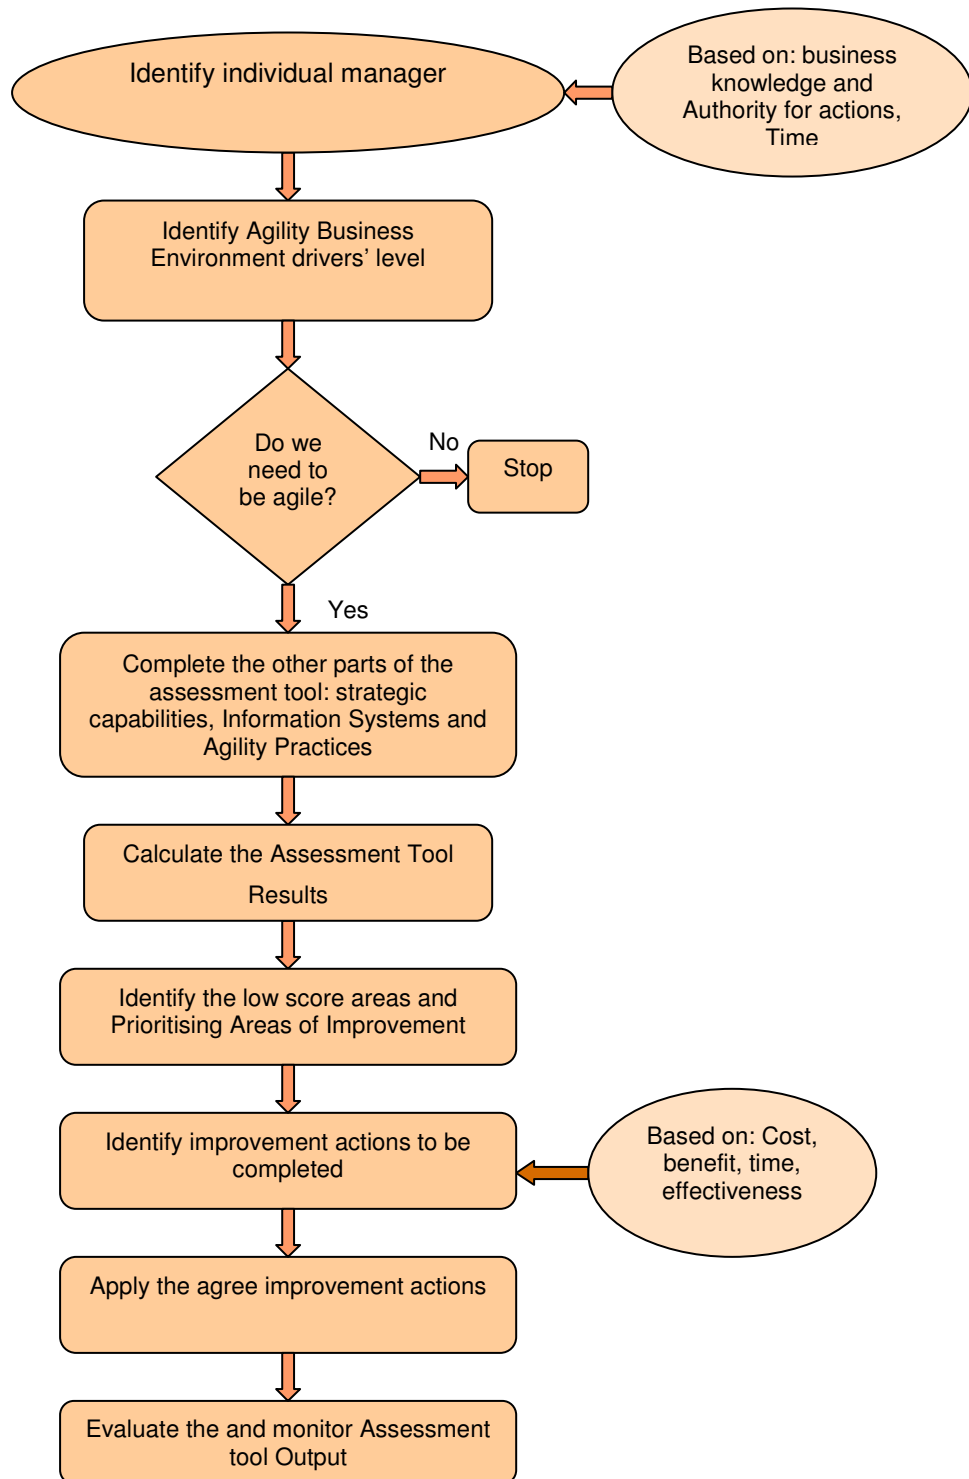 Identify individual manager
Based on: business
knowledge and
Authority for actions,
Time
Identify Agility Business
Environment drivers’ level
Do we
need to
be agile?
No
Stop
Yes
Complete the other parts of the
assessment tool: strategic
capabilities, Information Systems and
Agility Practices
Calculate the Assessment Tool
Results
Identify the low score areas and
Prioritising Areas of Improvement
Identify improvement actions to be
completed
Based on: Cost,
benefit, time,
effectiveness
Apply the agree improvement actions
Evaluate the and monitor Assessment
tool Output